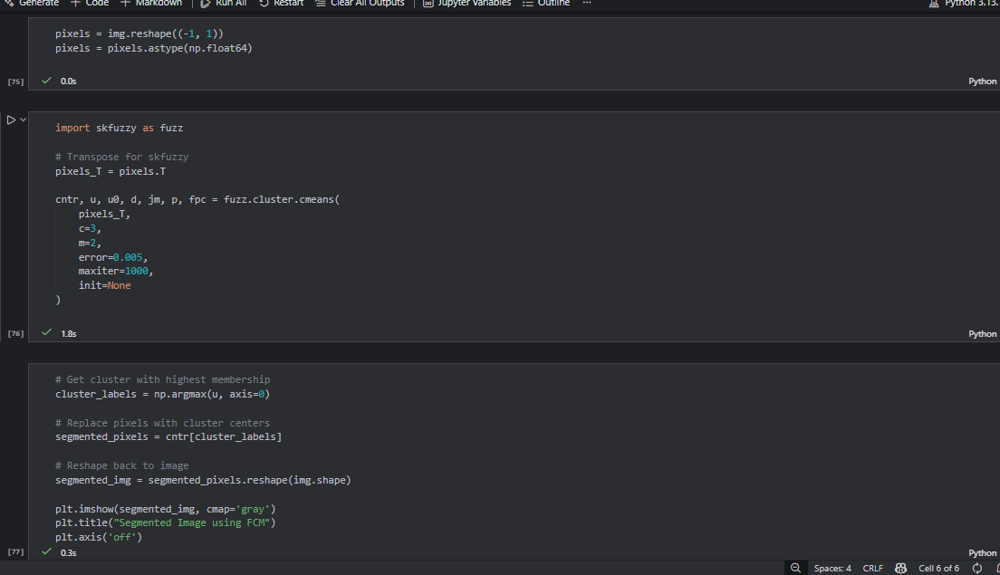 Generate + Code + Markdown | Run All Restart Clear All Outputs | Jupyter Variables Outline ... Python 3.13.
pixels = img.reshape((-1, 1))
pixels = pixels.astype(np.float64)
[75] 0.0s Python
import skfuzzy as fuzz
# Transpose for skfuzzy
pixels_T = pixels.T
cntr, u, u0, d, jm, p, fpc = fuzz.cluster.cmeans(
pixels_T,
c=3,
m=2,
error=0.005,
maxiter=1000,
init=None
)
[76] 1.8s Python
# Get cluster with highest membership
cluster_labels = np.argmax(u, axis=0)
# Replace pixels with cluster centers
segmented_pixels = cntr[cluster_labels]
# Reshape back to image
segmented_img = segmented_pixels.reshape(img.shape)
plt.imshow(segmented_img, cmap='gray')
plt.title("Segmented Image using FCM")
plt.axis('off')
[77] 0.3s Python
Spaces: 4 CRLF Cell 6 of 6